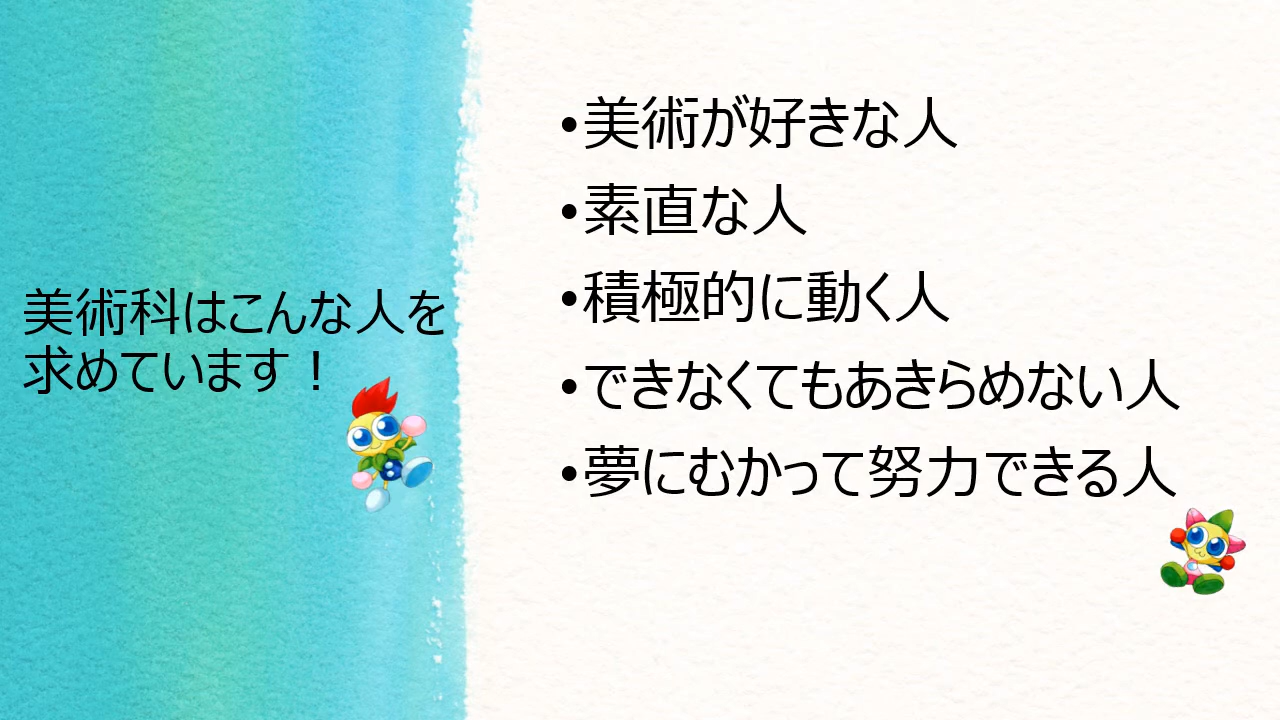 美術科はこんな人を
求めています！
•美術が好きな人
•素直な人
•積極的に動く人
•できなくてもあきらめない人
•夢にむかって努力できる人